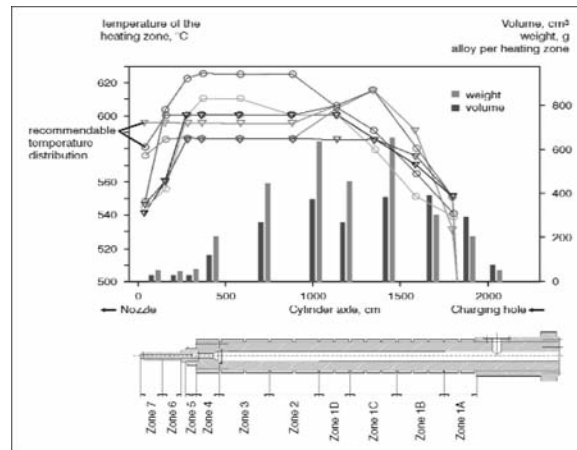 Temperature of the
heating zone, °C
Volume, cm³
weight, g
alloy per heating zone
620
600
560
540
520
500
800
600
400
200
0
weight
volume
recommendable
temperature
distribution
0 500 1000 1500 2000
Nozzle
Cylinder axle, cm
Charging hole
Zone 7
Zone 6
Zone 5
Zone 4
Zone 3
Zone 2
Zone 1D
Zone 1C
Zone 1B
Zone 1A